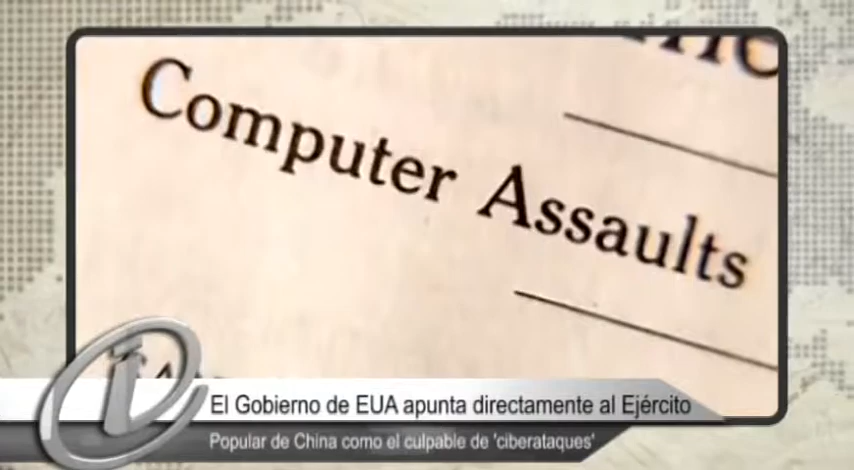 Computer Assaults
El Gobierno de EUA apunta directamente al Ejército
Popular de China como el culpable de 'ciberataques'